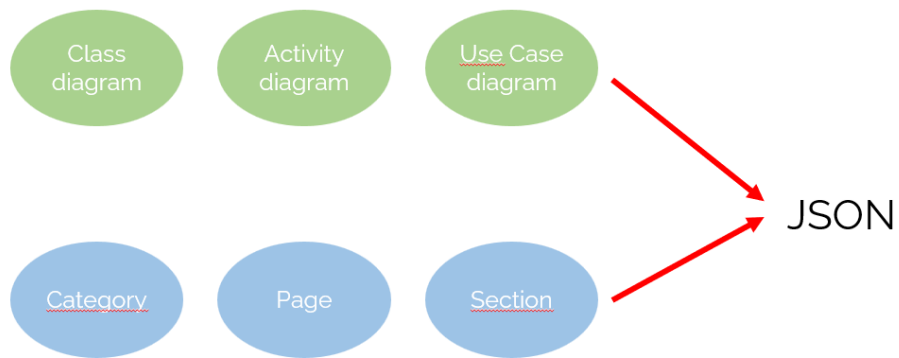 Class
diagram
Activity
diagram
Use Case
diagram
JSON
Category
Page
Section